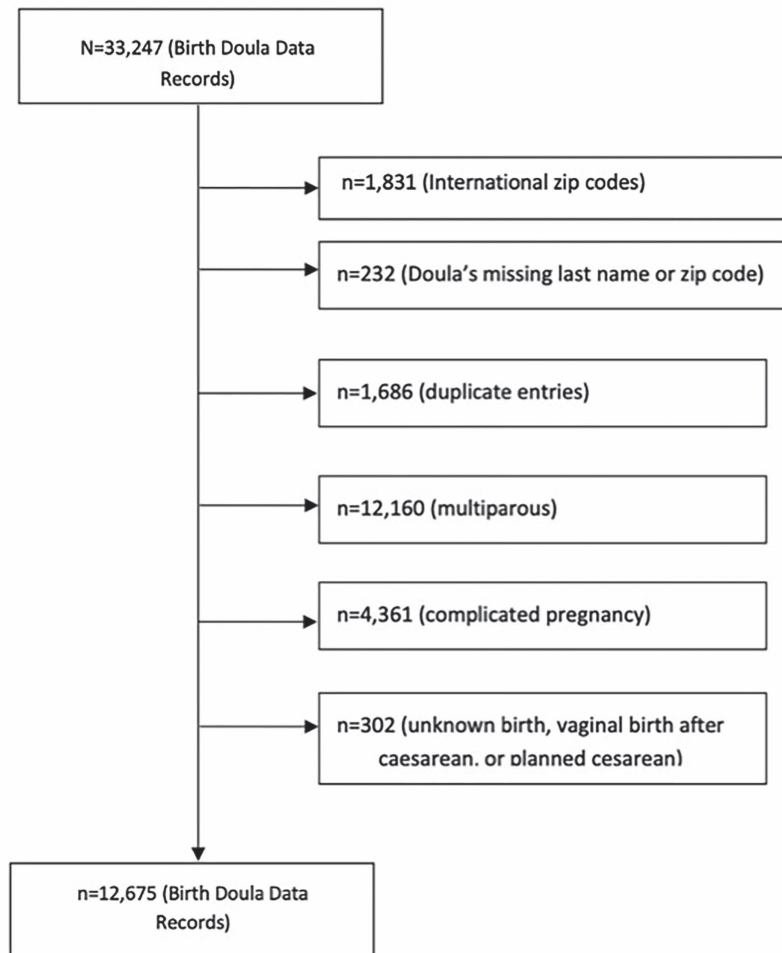 N=33,247 (Birth Doula Data
Records)
n=1,831 (International zip codes)
n=232 (Doula's missing last name or zip code)
n=1,686 (duplicate entries)
n=12,160 (multiparous)
n=4,361 (complicated pregnancy)
n=302 (unknown birth, vaginal birth after
caesarean, or planned cesarean)
n=12,675 (Birth Doula Data
Records)